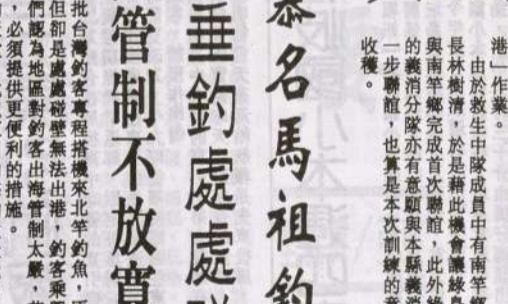 港」作業。
由於救生中隊成員中有南竿
長林樹清，於是藉此機會讓綠
與南竿鄉完成首次聯誼，此外
的義消分隊亦有意願與本縣義消
一步聯誼，也算是本次訓練的意
收穫。
慕名馬祖釣
垂釣處處
管制不放寬
批台灣釣客專程搭機來北竿釣魚，
但卻是處處碰壁無法出港，釣客乘
們認為地區對釣客出海管制太嚴，
，必須提供更便利的措施。